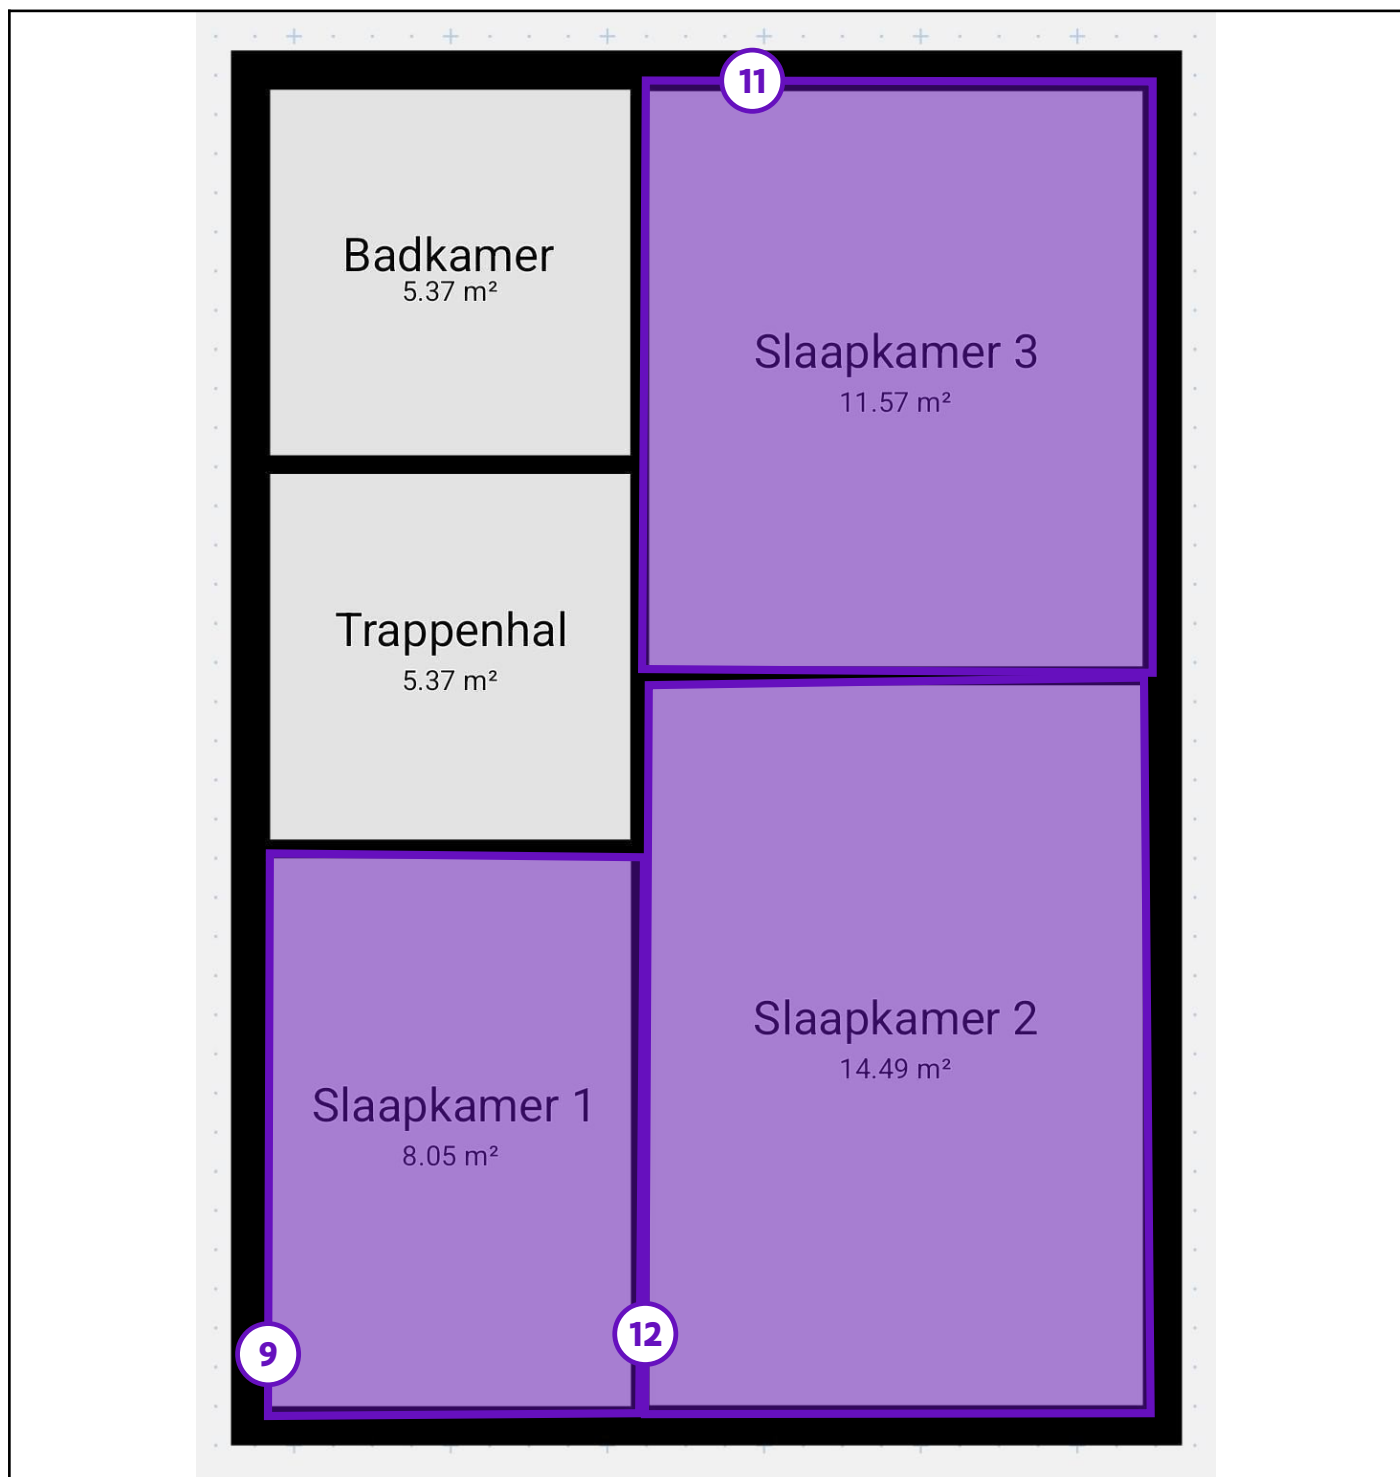 11
Badkamer
5.37 m²
Slaapkamer 3
11.57 m²
Trappenhal
5.37 m²
Slaapkamer 2
14.49 m²
Slaapkamer 1
8.05 m²
12
9